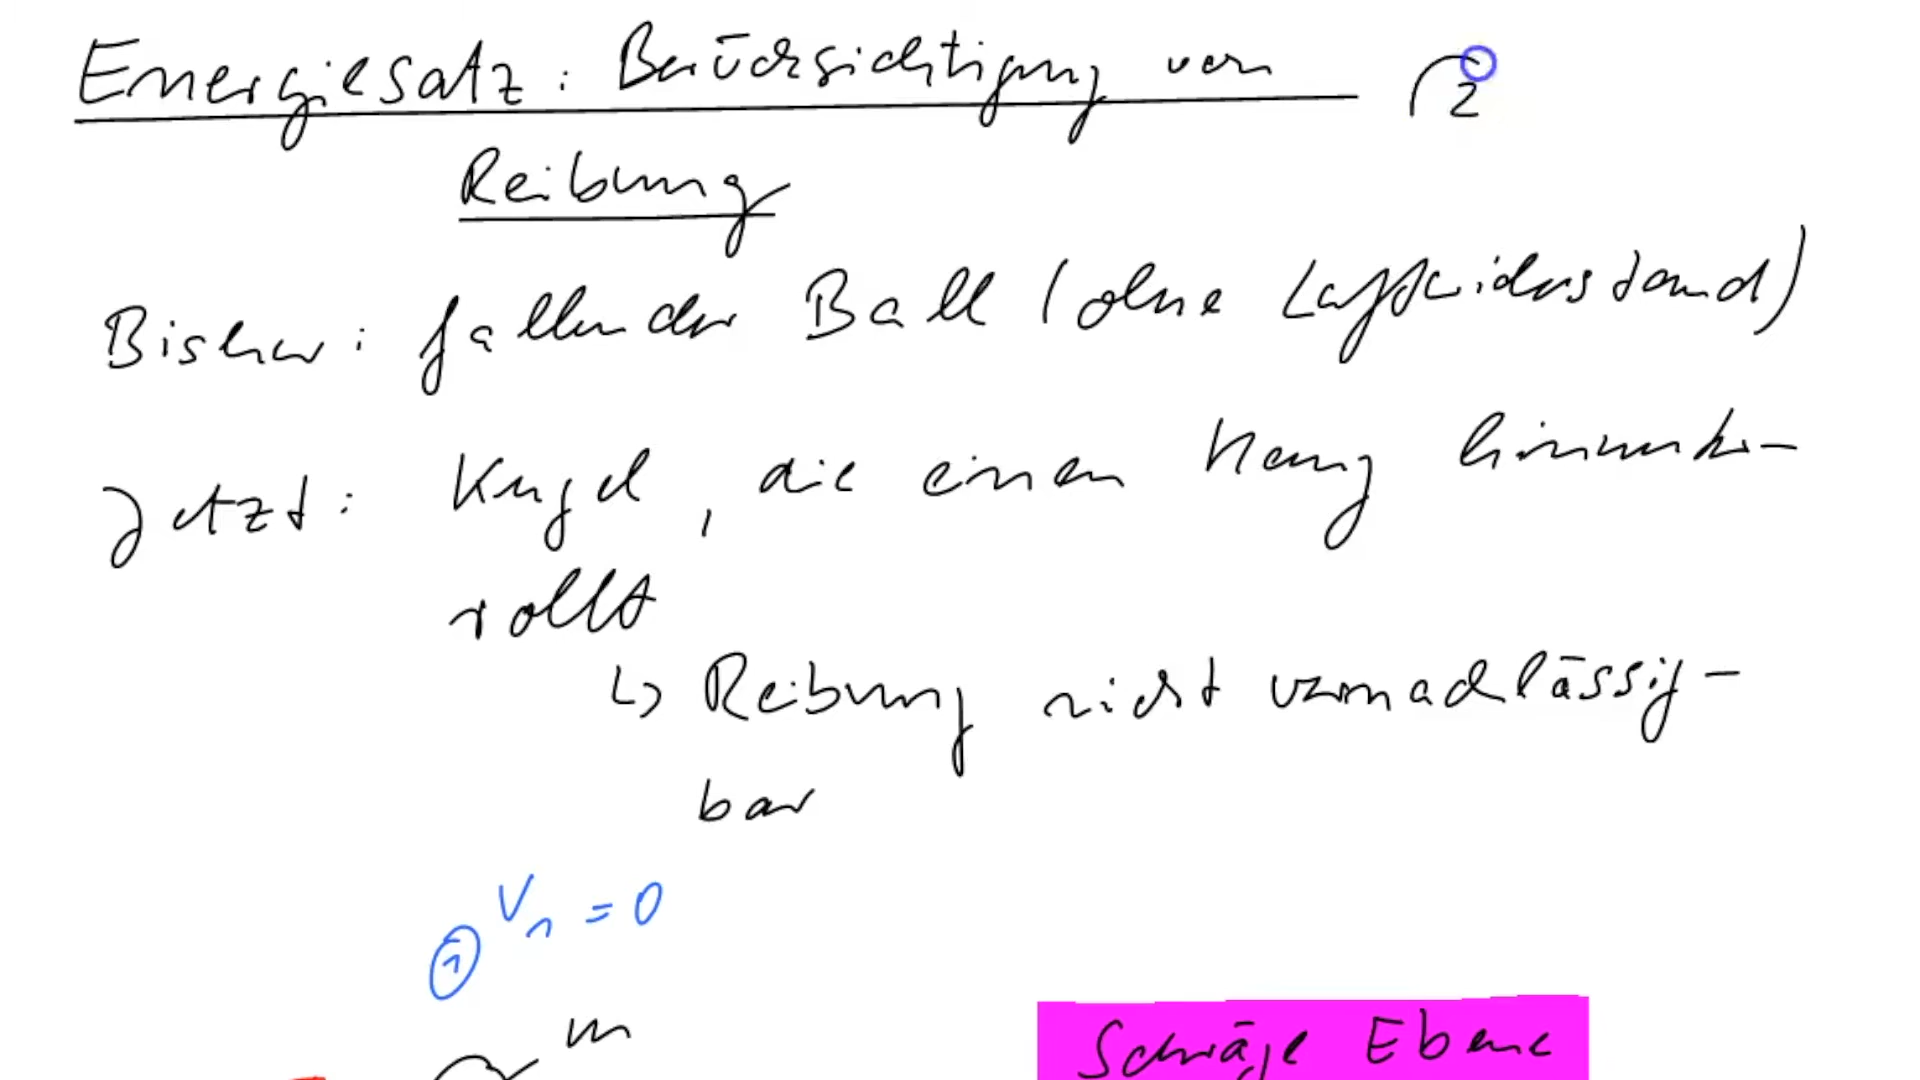 Energiesatz: Berücksichtigung von 2
Reibung
Bisher: fallender Ball (ohne Luftwiderstand)
Jetzt: Kugel, die einen Hang hinunter-
rollt
↳ Reibung nicht vernachlässig-
bar
V₁ = 0
①
m
Schräge Ebene